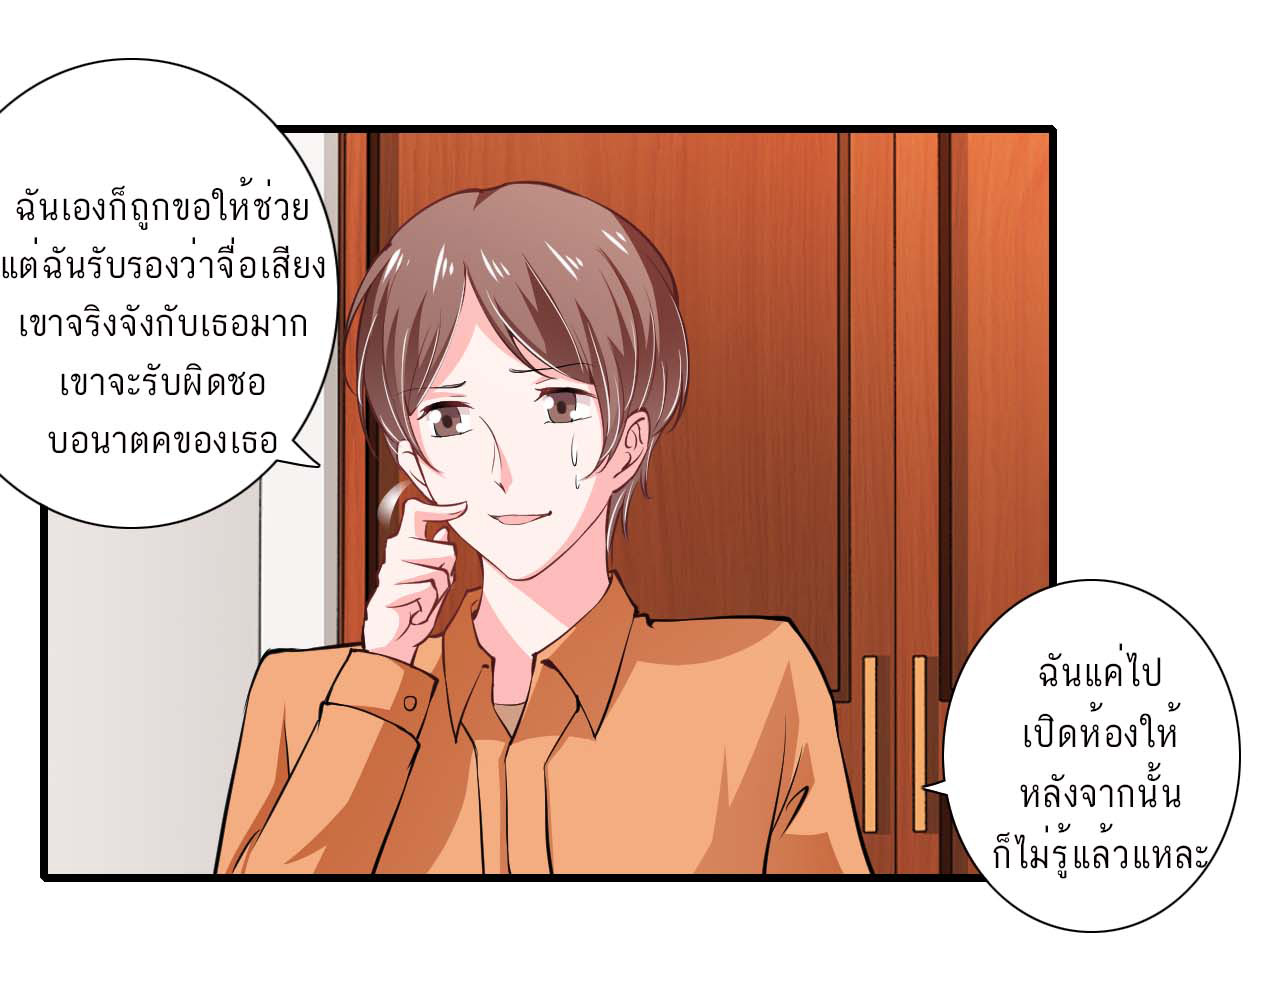 ฉันเองก็ถูกขอให้ช่วย
แต่ฉันรับรองว่าจื่อเสียง
เขาจริงจังกับเธอมาก
เขาจะรับผิดชอ
บอนาตคของเธอ
ฉันแค่ไป
เปิดห้องให้
หลังจากนั้น
ก็ไม่รู้แล้วแหละ